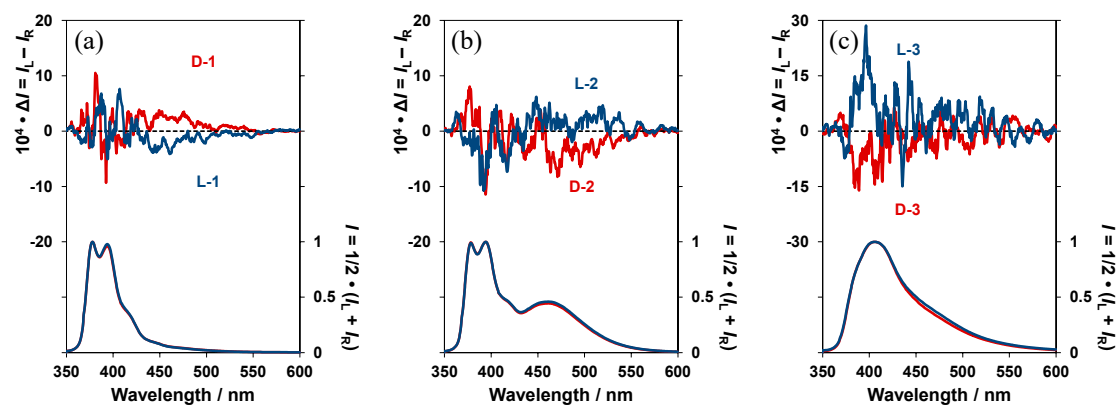 (a)
D-1
L-1
10⁴ • ΔI = I_L – I_R
20
10
0
-10
-20
1
0.5
0
I = 1/2 • (I_L + I_R)
350 400 450 500 550 600
Wavelength / nm
(b)
L-2
D-2
10⁴ • ΔI = I_L – I_R
20
10
0
-10
-20
1
0.5
0
I = 1/2 • (I_L + I_R)
350 400 450 500 550 600
Wavelength / nm
(c)
L-3
D-3
10⁴ • ΔI = I_L – I_R
30
15
0
-15
-30
1
0.5
0
I = 1/2 • (I_L + I_R)
350 400 450 500 550 600
Wavelength / nm